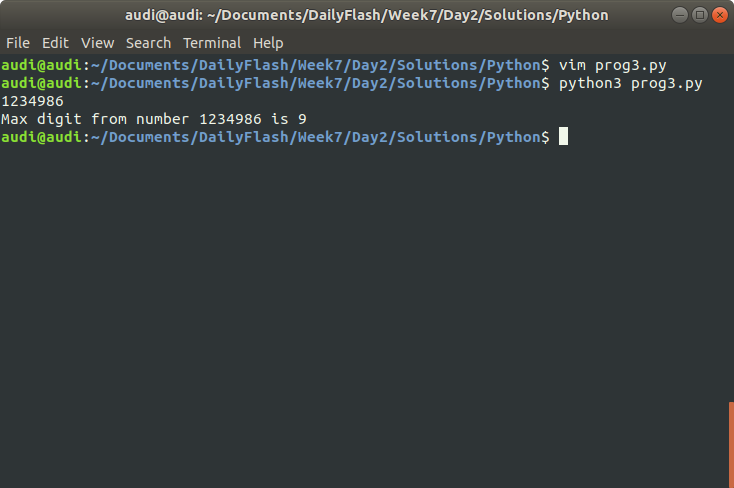 audi@audi: ~/Documents/DailyFlash/Week7/Day2/Solutions/Python
File Edit View Search Terminal Help
audi@audi:~/Documents/DailyFlash/Week7/Day2/Solutions/Python$ vim prog3.py
audi@audi:~/Documents/DailyFlash/Week7/Day2/Solutions/Python$ python3 prog3.py
1234986
Max digit from number 1234986 is 9
audi@audi:~/Documents/DailyFlash/Week7/Day2/Solutions/Python$